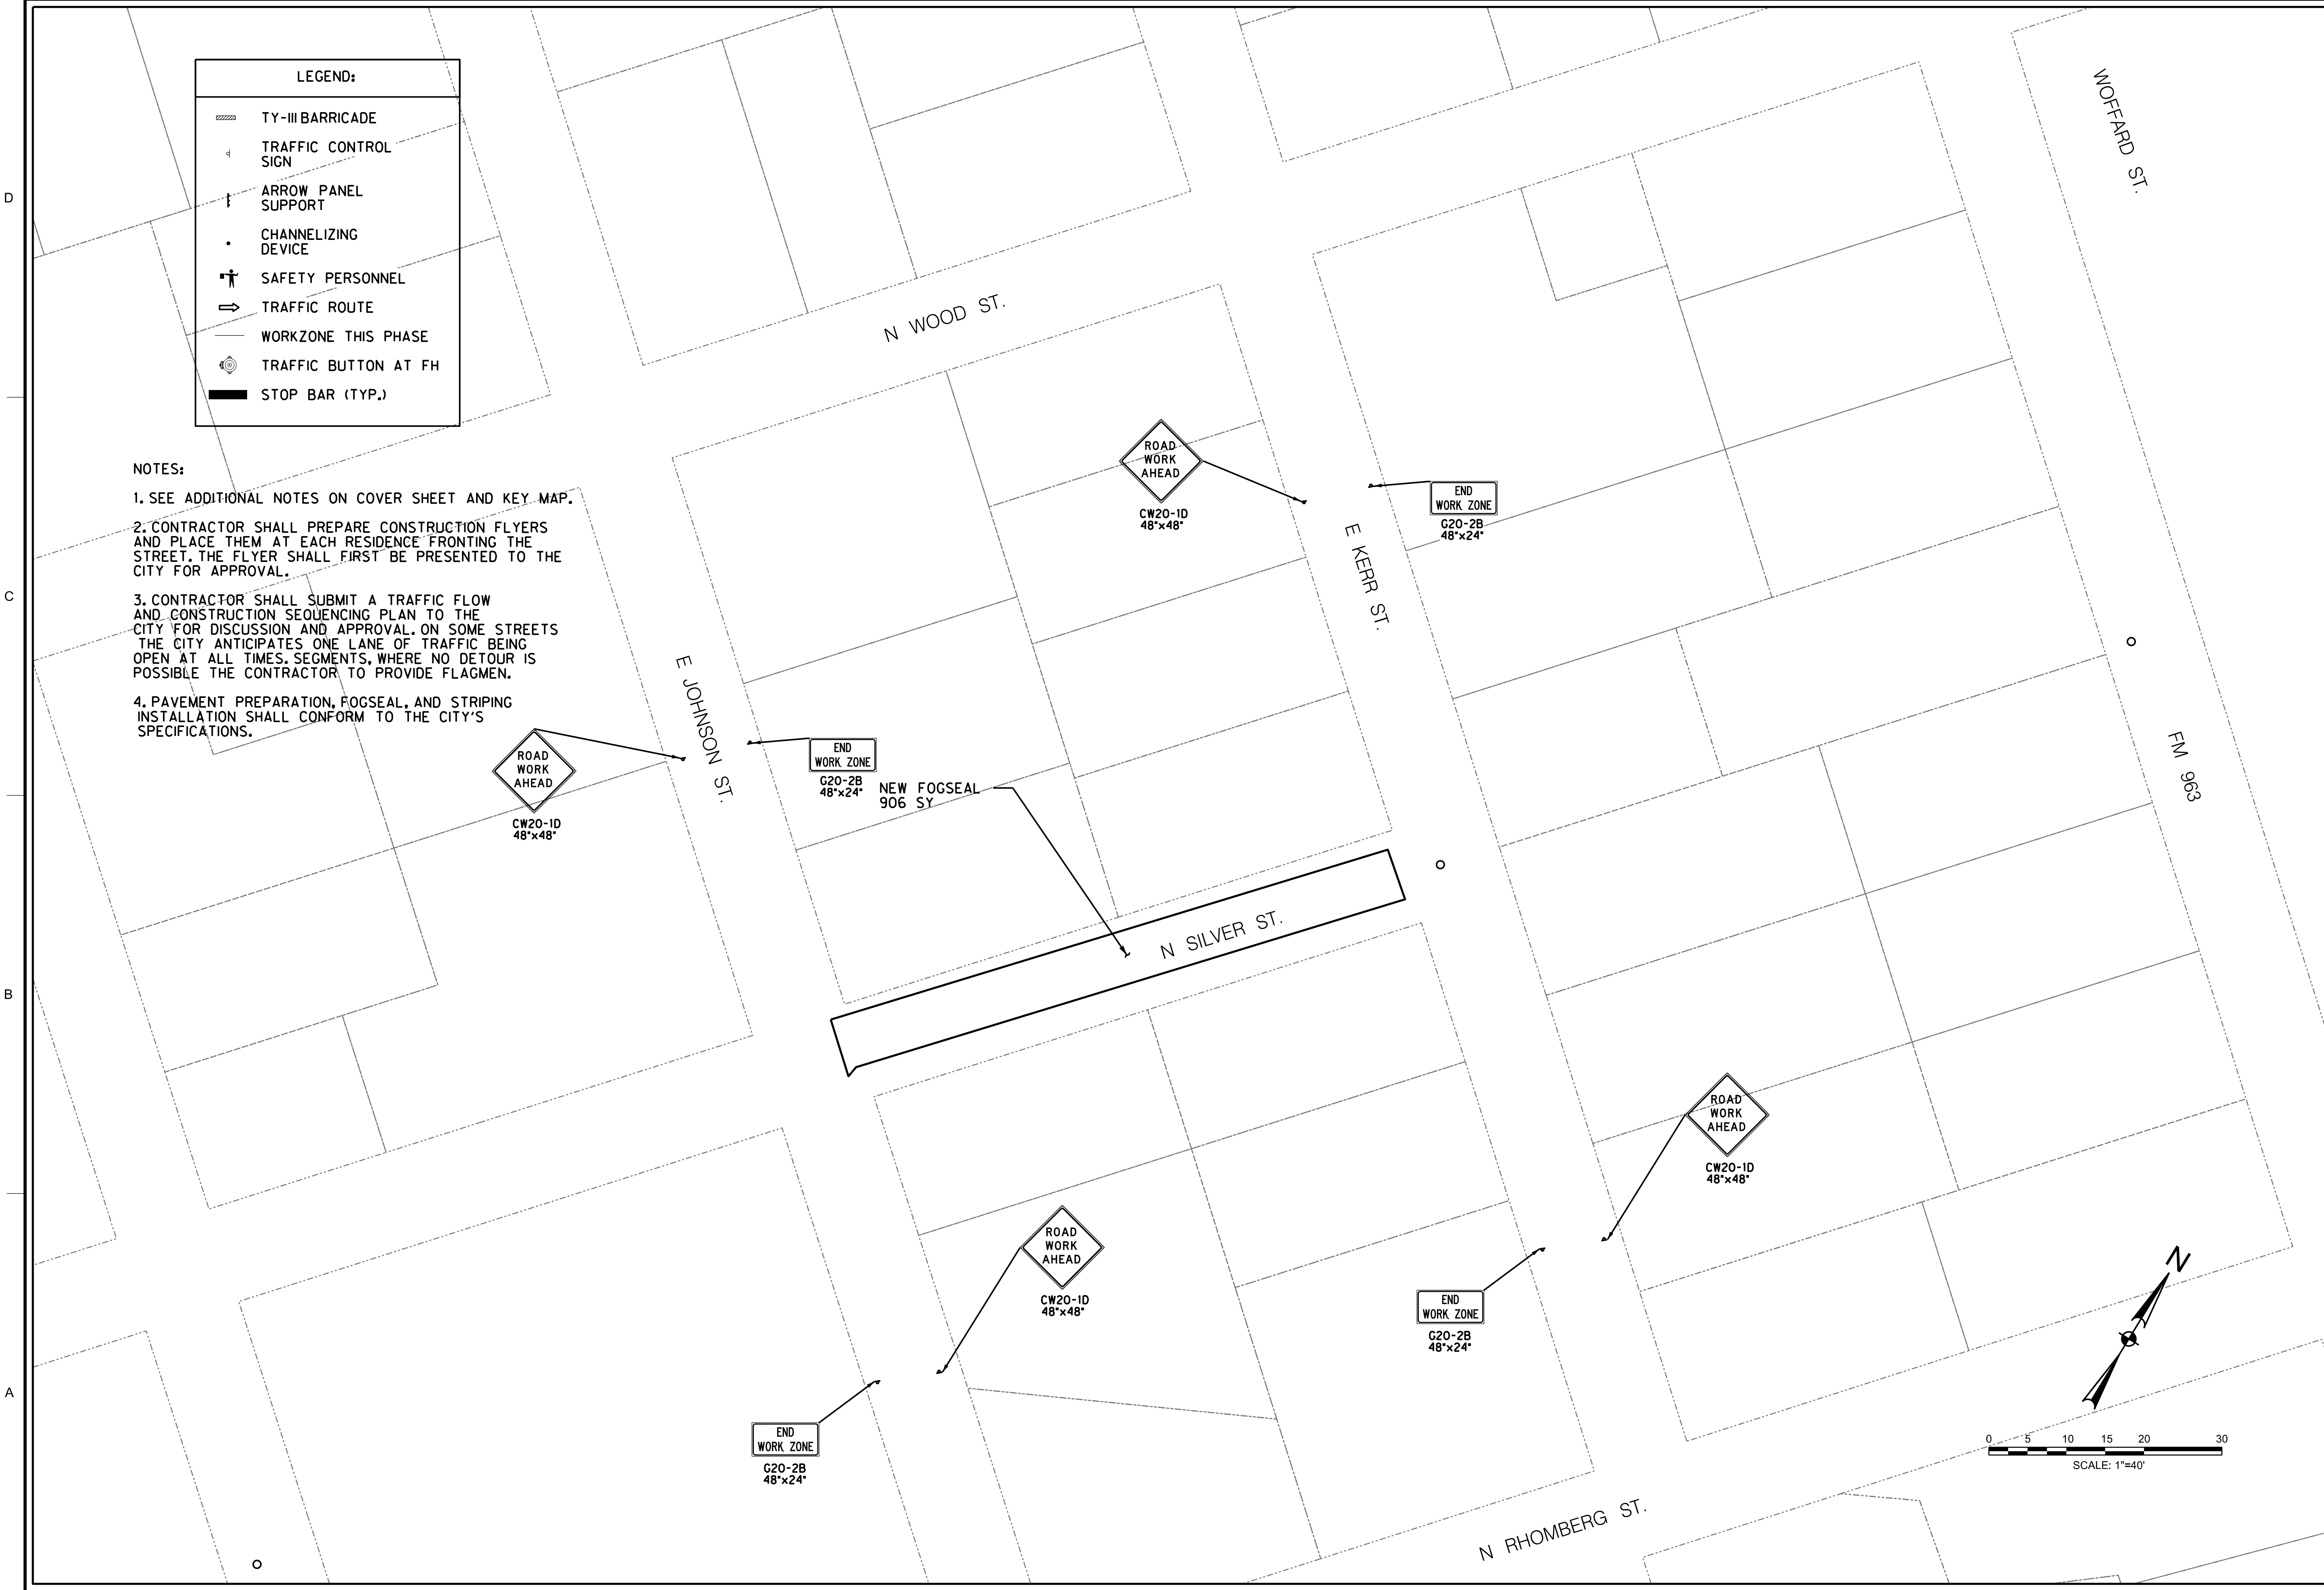 LEGEND:
TY-III BARRICADE
TRAFFIC CONTROL
SIGN
ARROW PANEL
SUPPORT
CHANNELIZING
DEVICE
SAFETY PERSONNEL
TRAFFIC ROUTE
WORKZONE THIS PHASE
TRAFFIC BUTTON AT FH
STOP BAR (TYP.)
NOTES:
1. SEE ADDITIONAL NOTES ON COVER SHEET AND KEY MAP.
2. CONTRACTOR SHALL PREPARE CONSTRUCTION FLYERS
AND PLACE THEM AT EACH RESIDENCE FRONTING THE
STREET. THE FLYER SHALL FIRST BE PRESENTED TO THE
CITY FOR APPROVAL.
3. CONTRACTOR SHALL SUBMIT A TRAFFIC FLOW
AND CONSTRUCTION SEQUENCING PLAN TO THE
CITY FOR DISCUSSION AND APPROVAL. ON SOME STREETS
THE CITY ANTICIPATES ONE LANE OF TRAFFIC BEING
OPEN AT ALL TIMES. SEGMENTS, WHERE NO DETOUR IS
POSSIBLE THE CONTRACTOR TO PROVIDE FLAGMEN.
4. PAVEMENT PREPARATION, FOGSEAL, AND STRIPING
INSTALLATION SHALL CONFORM TO THE CITY'S
SPECIFICATIONS.
D
C
B
A
WOFFARD ST.
N WOOD ST.
ROAD
WORK
AHEAD
CW20-1D
48"x48"
END
WORK ZONE
G20-2B
48"x24"
E KERR ST.
E JOHNSON ST.
FM 963
ROAD
WORK
AHEAD
CW20-1D
48"x48"
END
WORK ZONE
G20-2B
48"x24"
NEW FOGSEAL
906 SY
N SILVER ST.
ROAD
WORK
AHEAD
CW20-1D
48"x48"
ROAD
WORK
AHEAD
CW20-1D
48"x48"
END
WORK ZONE
G20-2B
48"x24"
END
WORK ZONE
G20-2B
48"x24"
N
0 5 10 15 20 30
SCALE: 1"=40'
N RHOMBERG ST.